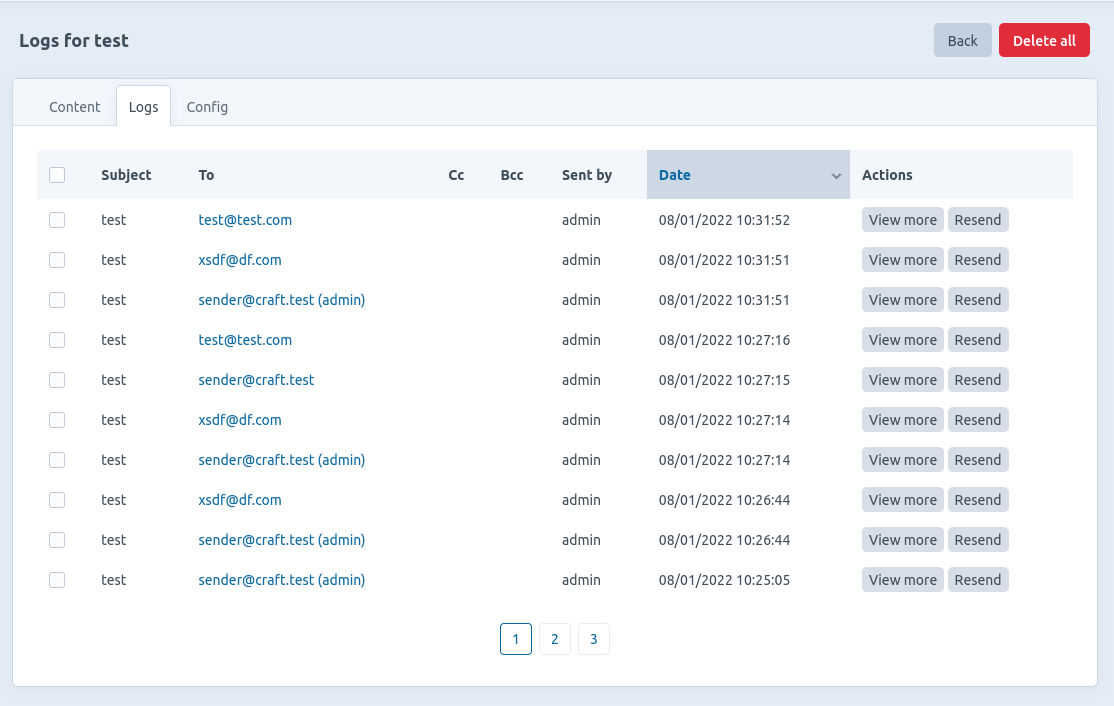 Logs for test Back Delete all
Content Logs Config
Subject To Cc Bcc Sent by Date Actions
test test@test.com admin 08/01/2022 10:31:52 View more Resend
test xsdf@df.com admin 08/01/2022 10:31:51 View more Resend
test sender@craft.test (admin) admin 08/01/2022 10:31:51 View more Resend
test test@test.com admin 08/01/2022 10:27:16 View more Resend
test sender@craft.test admin 08/01/2022 10:27:15 View more Resend
test xsdf@df.com admin 08/01/2022 10:27:14 View more Resend
test sender@craft.test (admin) admin 08/01/2022 10:27:14 View more Resend
test xsdf@df.com admin 08/01/2022 10:26:44 View more Resend
test sender@craft.test (admin) admin 08/01/2022 10:26:44 View more Resend
test sender@craft.test (admin) admin 08/01/2022 10:25:05 View more Resend
1 2 3